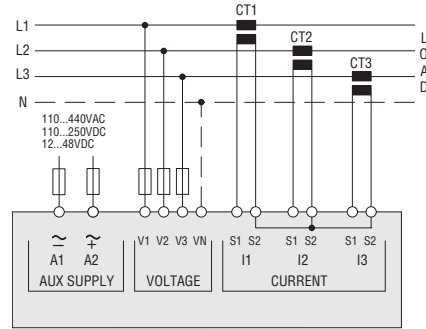 CT1
L1
CT2
L2
CT3
L3
N
LOAD
110...440VAC
110...250VDC
12...48VDC
V1 V2 V3 VN
S1 S2 S1 S2 S1 S2
A1 A2
I1 I2 I3
AUX SUPPLY VOLTAGE CURRENT